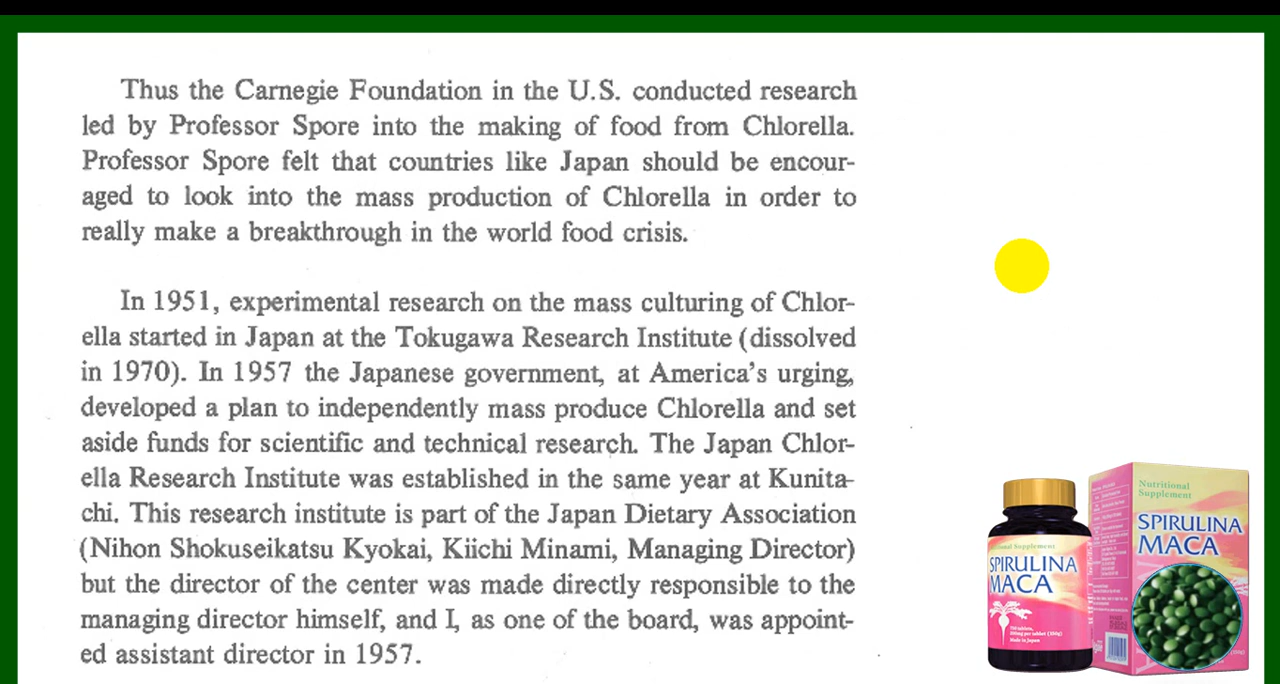 Thus the Carnegie Foundation in the U.S. conducted research
led by Professor Spore into the making of food from Chlorella.
Professor Spore felt that countries like Japan should be encour-
aged to look into the mass production of Chlorella in order to
really make a breakthrough in the world food crisis.
In 1951, experimental research on the mass culturing of Chlor-
ella started in Japan at the Tokugawa Research Institute (dissolved
in 1970). In 1957 the Japanese government, at America's urging,
developed a plan to independently mass produce Chlorella and set
aside funds for scientific and technical research. The Japan Chlor-
ella Research Institute was established in the same year at Kunita-
chi. This research institute is part of the Japan Dietary Association
(Nihon Shokuseikatsu Kyokai, Kiichi Minami, Managing Director)
but the director of the center was made directly responsible to the
managing director himself, and I, as one of the board, was appoint-
ed assistant director in 1957.
Nutritional
Supplement
SPIRULINA
MACA
Supplement
SPIRULINA
MACA
Made in Japan